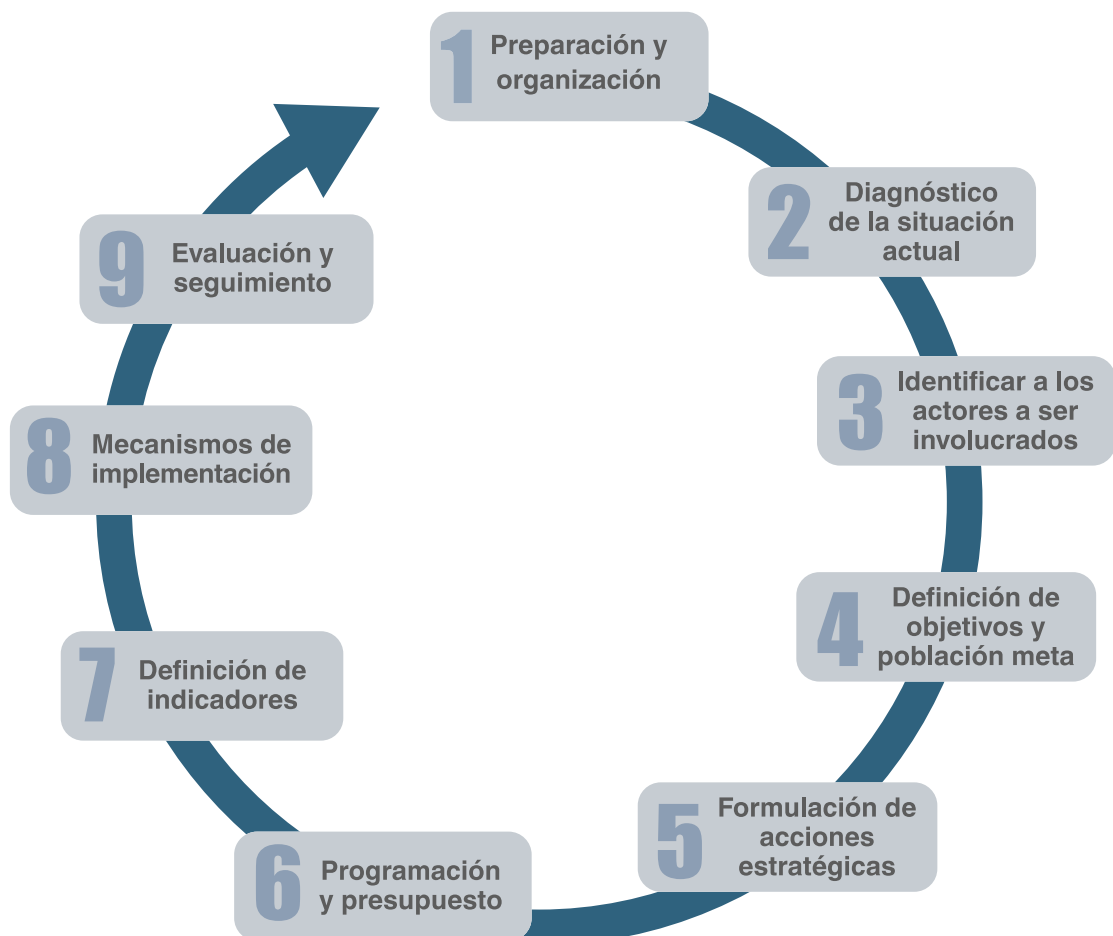 1
Preparación y
organización
2
Diagnóstico
de la situación
actual
3
Identificar a los
actores a ser
involucrados
4
Definición de
objetivos y
población meta
5
Formulación de
acciones
estratégicas
6
Programación
y presupuesto
7
Definición de
indicadores
8
Mecanismos de
implementación
9
Evaluación y
seguimiento